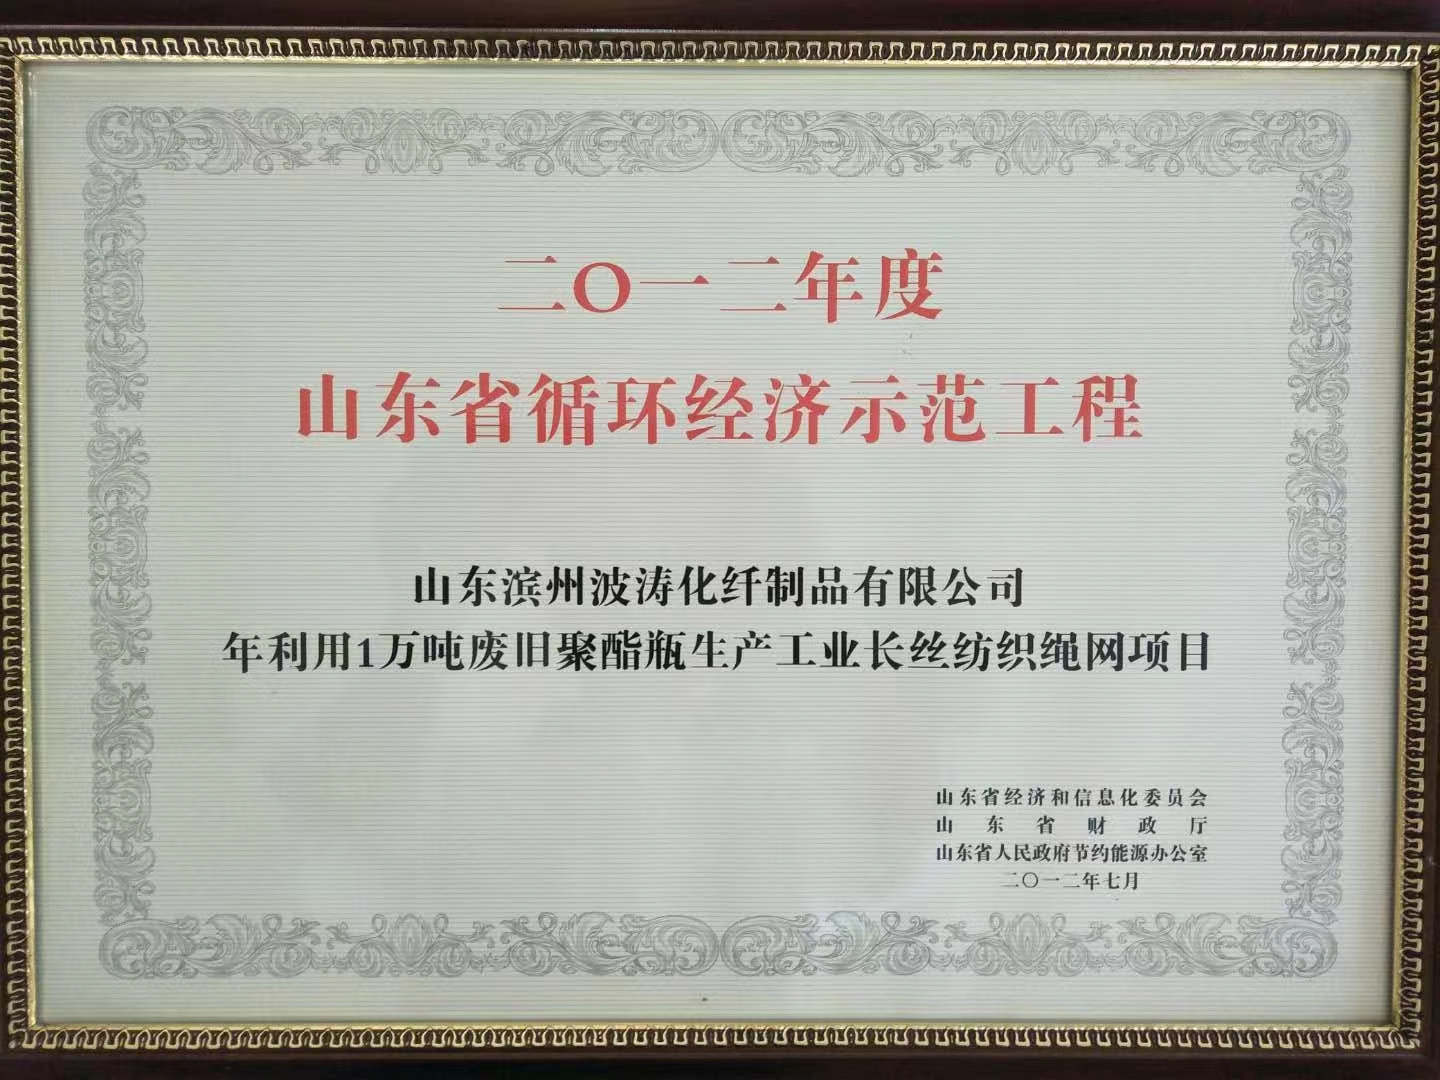 二〇一二年度
山东省循环经济示范工程
山东滨州波涛化纤制品有限公司
年利用1万吨废旧聚酯瓶生产工业长丝纺织绳网项目
山东省经济和信息化委员会
山东省财政厅
山东省人民政府节约能源办公室
二〇一二年七月